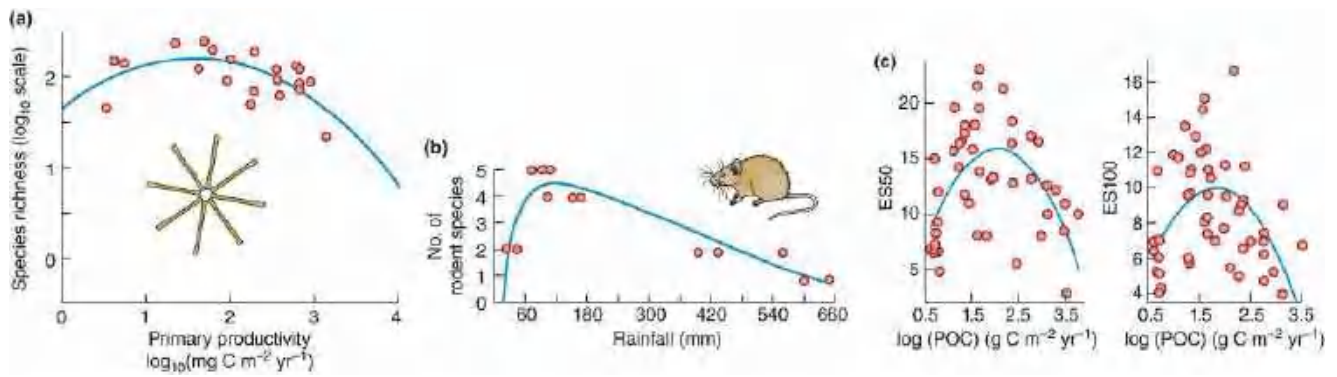 (a)
Species richness (log₁₀ scale)
2
1
0
0 1 2 3 4
Primary productivity
log₁₀(mg C m⁻² yr⁻¹)
(b)
No. of
rodent species
5
4
3
2
1
0
60 180 300 420 540 660
Rainfall (mm)
(c)
ES50
20
15
10
5
0.5 1.5 2.5 3.5
log (POC) (g C m⁻² yr⁻¹)
ES100
16
14
12
10
8
6
4
0.5 1.5 2.5 3.5
log (POC) (g C m⁻² yr⁻¹)